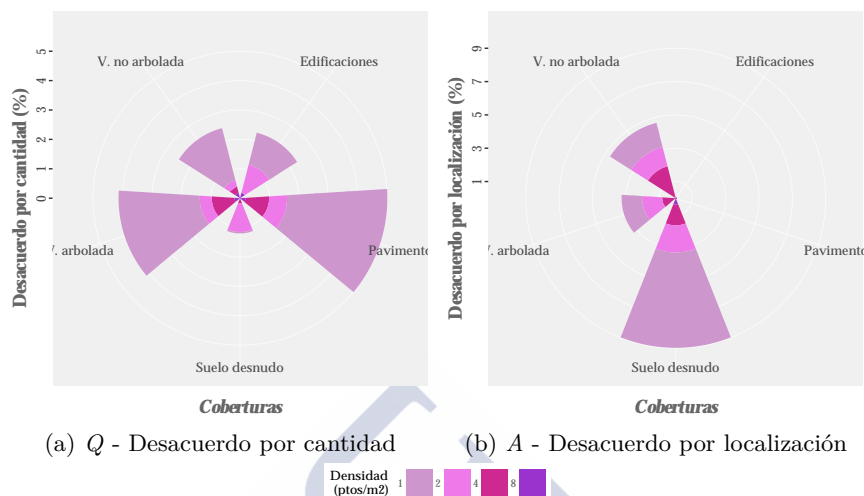 Desacuerdo por cantidad (%)
0 1 2 3 4 5
V. no arbolada
Edificaciones
V. arbolada
Pavimento
Suelo desnudo
Coberturas
(a) Q - Desacuerdo por cantidad
Desacuerdo por localización (%)
1 3 5 7 9
V. no arbolada
Edificaciones
V. arbolada
Pavimento
Suelo desnudo
Coberturas
(b) A - Desacuerdo por localización
Densidad
(ptos/m2)
1 2 4 8